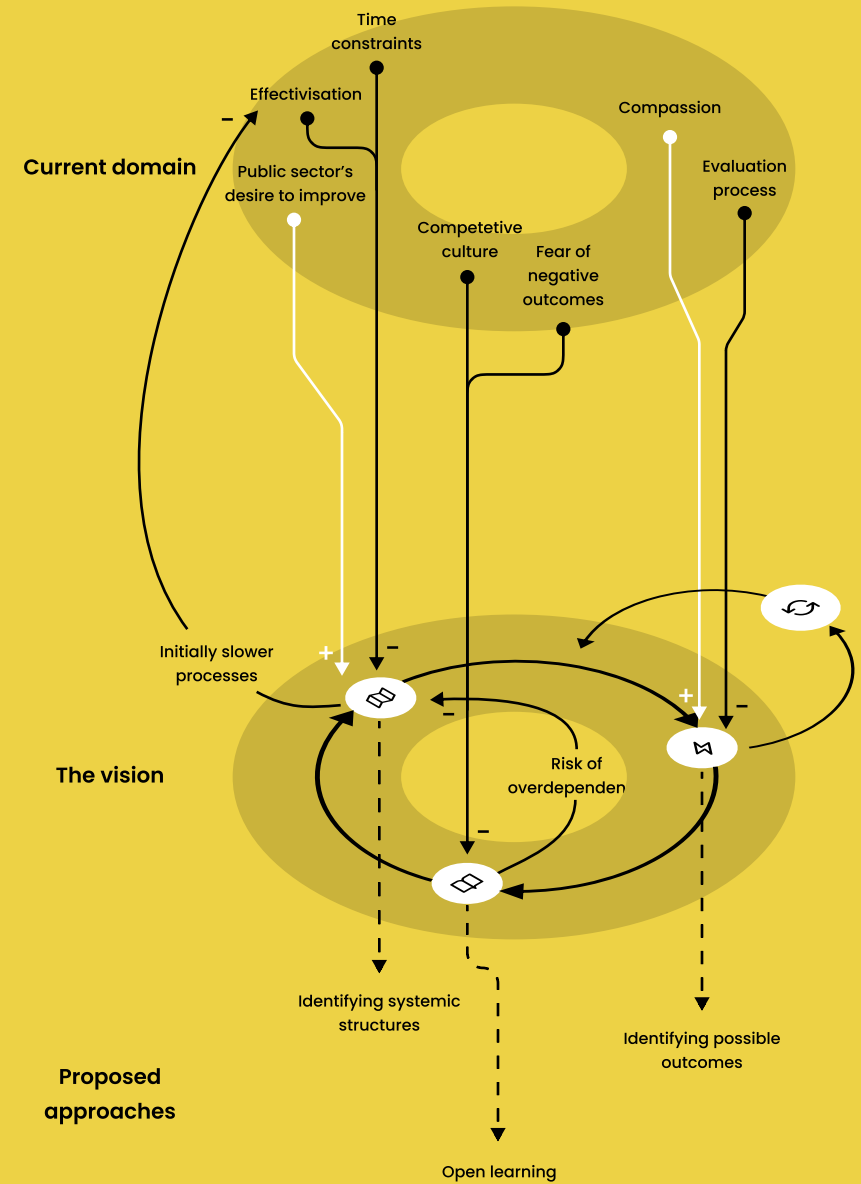 Time
constraints
Effectivisation
–
Compassion
Current domain
Public sector's
desire to improve
Evaluation
process
Competetive
culture
Fear of
negative
outcomes
Initially slower
processes
+
–
+
–
–
The vision
Risk of
overdependen
–
Identifying systemic
structures
Identifying possible
outcomes
Proposed
approaches
Open learning